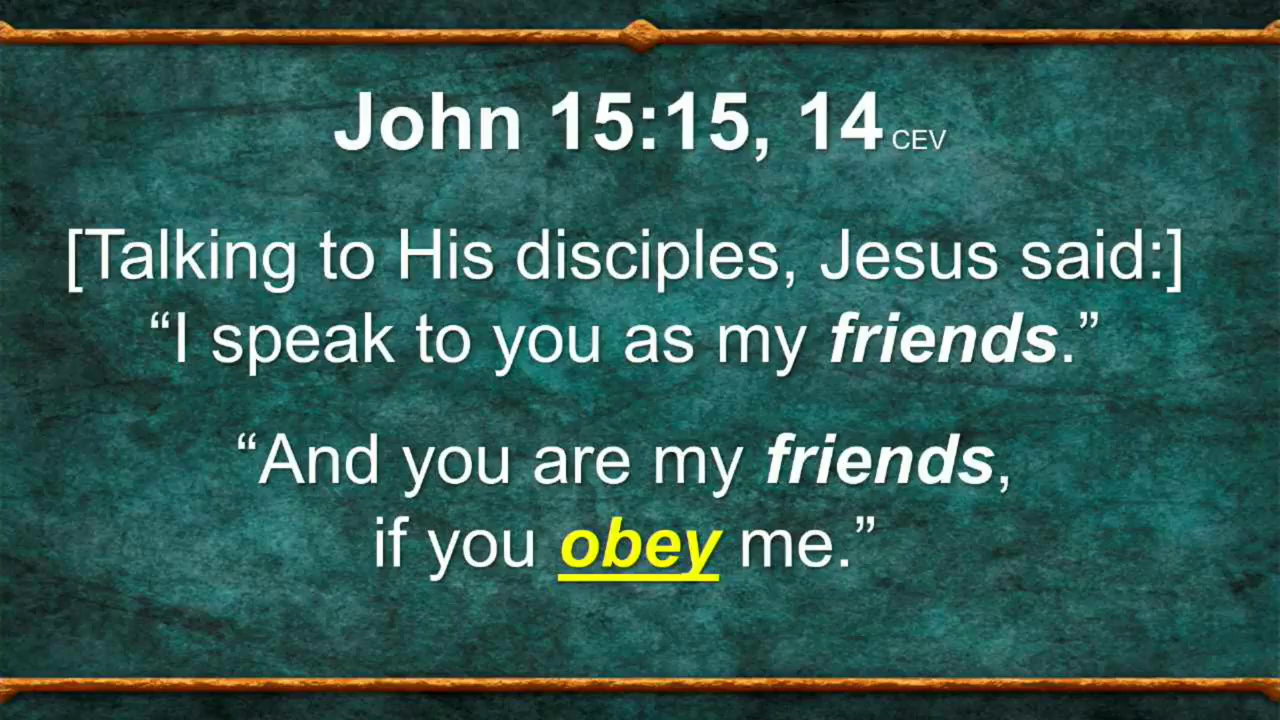 John 15:15, 14 CEV
[Talking to His disciples, Jesus said:]
“I speak to you as my friends.”
“And you are my friends,
if you obey me.”